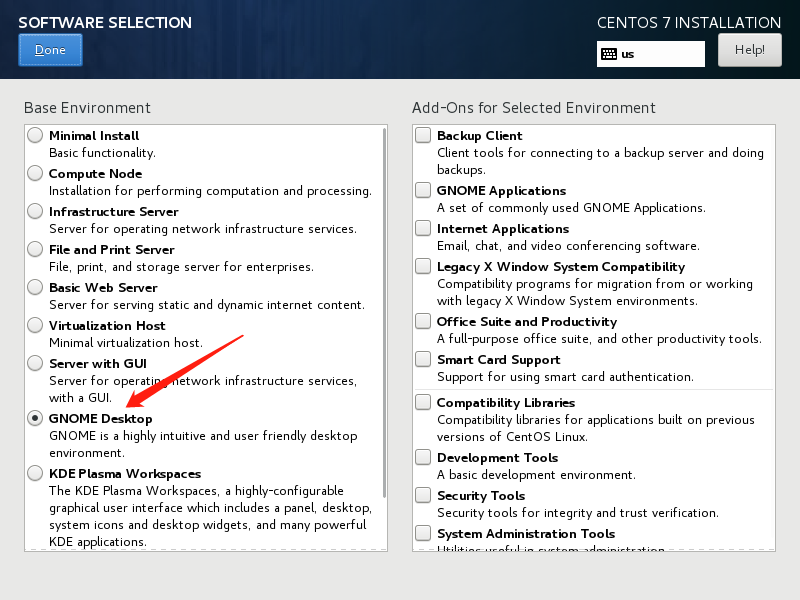 SOFTWARE SELECTION
CENTOS 7 INSTALLATION
Done
us
Help!
Base Environment
Minimal Install
Basic functionality.
Compute Node
Installation for performing computation and processing.
Infrastructure Server
Server for operating network infrastructure services.
File and Print Server
File, print, and storage server for enterprises.
Basic Web Server
Server for serving static and dynamic internet content.
Virtualization Host
Minimal virtualization host.
Server with GUI
Server for operating network infrastructure services,
with a GUI.
GNOME Desktop
GNOME is a highly intuitive and user friendly desktop
environment.
KDE Plasma Workspaces
The KDE Plasma Workspaces, a highly-configurable
graphical user interface which includes a panel, desktop,
system icons and desktop widgets, and many powerful
KDE applications.
Add-Ons for Selected Environment
Backup Client
Client tools for connecting to a backup server and doing
backups.
GNOME Applications
A set of commonly used GNOME Applications.
Internet Applications
Email, chat, and video conferencing software.
Legacy X Window System Compatibility
Compatibility programs for migration from or working
with legacy X Window System environments.
Office Suite and Productivity
A full-purpose office suite, and other productivity tools.
Smart Card Support
Support for using smart card authentication.
Compatibility Libraries
Compatibility libraries for applications built on previous
versions of CentOS Linux.
Development Tools
A basic development environment.
Security Tools
Security tools for integrity and trust verification.
System Administration Tools
Utilities useful in system administration.